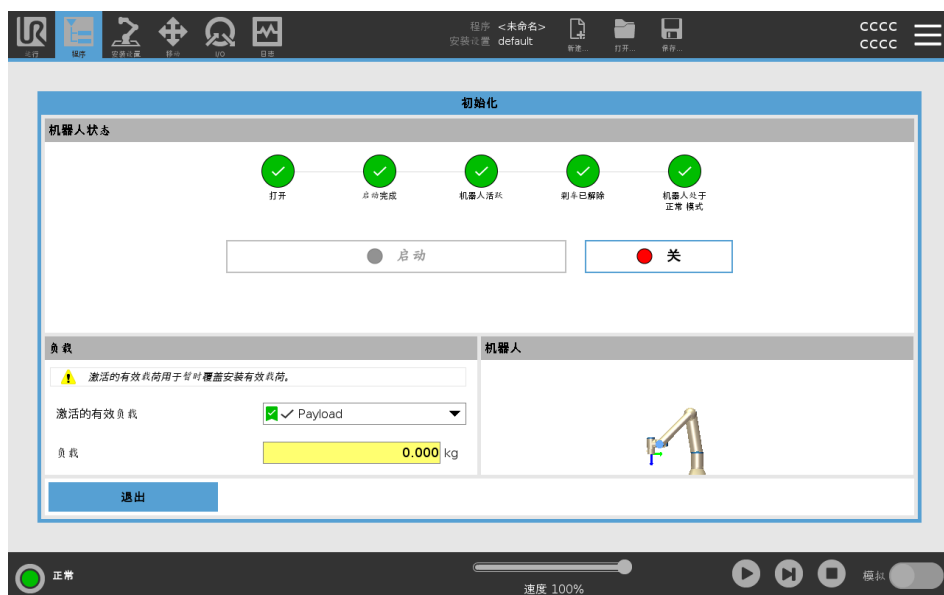 程序 <未命名>
安装设置 default
CCCC
CCCC
运行 程序 安装设置 移动 I/O 日志 新建... 打开... 保存...
初始化
机器人状态
打开 启动完成 机器人活跃 刹车已解除 机器人处于
正常 模式
启动 关
负载 机器人
激活的有效载荷用于暂时覆盖安装有效载荷。
激活的有效负载 Payload
负载 0.000 kg
退出
正常 模拟
速度 100%